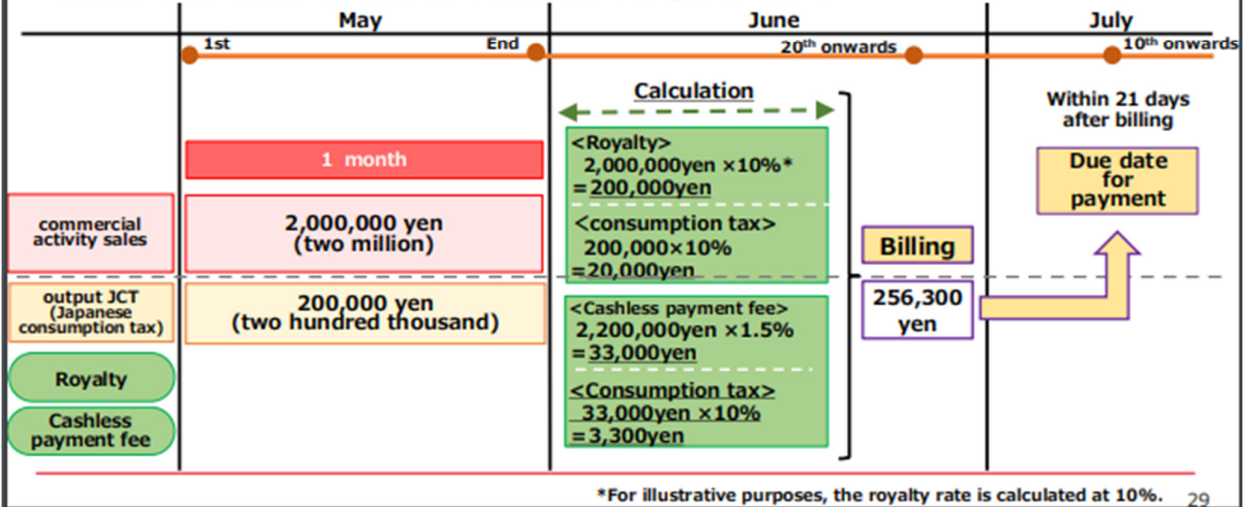 May
June
July
1st
End
20th onwards
10th onwards
Calculation
Within 21 days
after billing
1 month
<Royalty>
2,000,000yen ×10%*
=200,000yen
<consumption tax>
200,000×10%
=20,000yen
Due date
for
payment
commercial
activity sales
2,000,000 yen
(two million)
Billing
output JCT
(Japanese
consumption tax)
200,000 yen
(two hundred thousand)
<Cashless payment fee>
2,200,000yen ×1.5%
=33,000yen
<Consumption tax>
33,000yen ×10%
=3,300yen
256,300
yen
Royalty
Cashless
payment fee
*For illustrative purposes, the royalty rate is calculated at 10%.
29